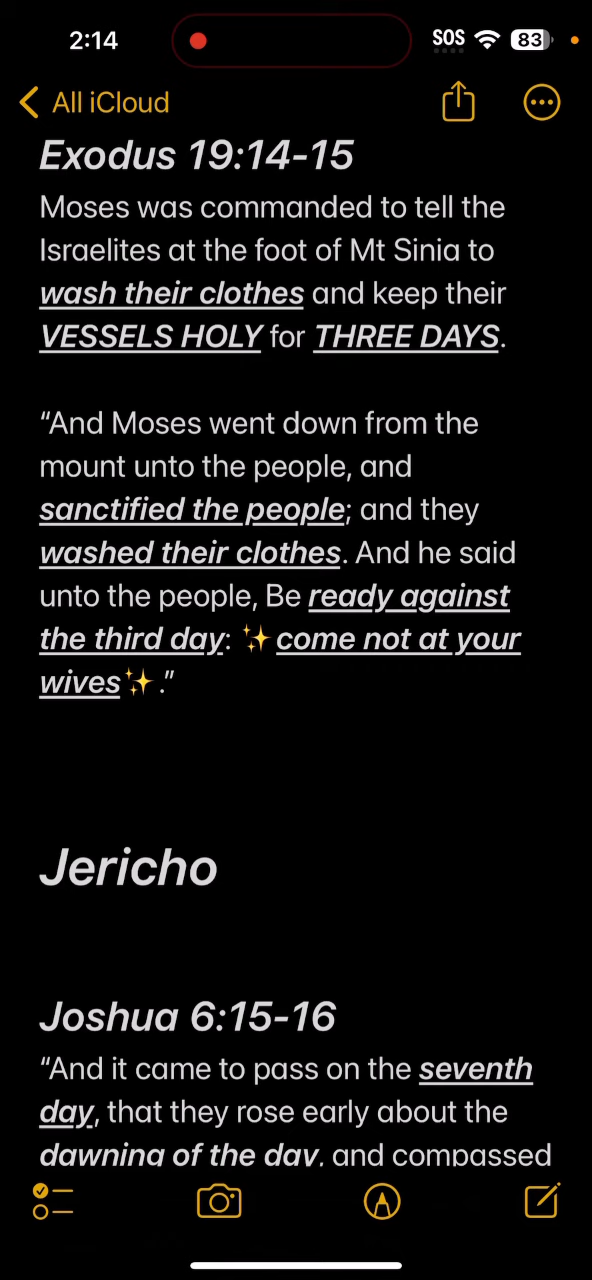 2:14
SOS
83
All iCloud
Exodus 19:14-15
Moses was commanded to tell the
Israelites at the foot of Mt Sinia to
wash their clothes and keep their
VESSELS HOLY for THREE DAYS.
“And Moses went down from the
mount unto the people, and
sanctified the people; and they
washed their clothes. And he said
unto the people, Be ready against
the third day: ✨come not at your
wives✨.”
Jericho
Joshua 6:15-16
“And it came to pass on the seventh
day, that they rose early about the
dawning of the day, and compassed